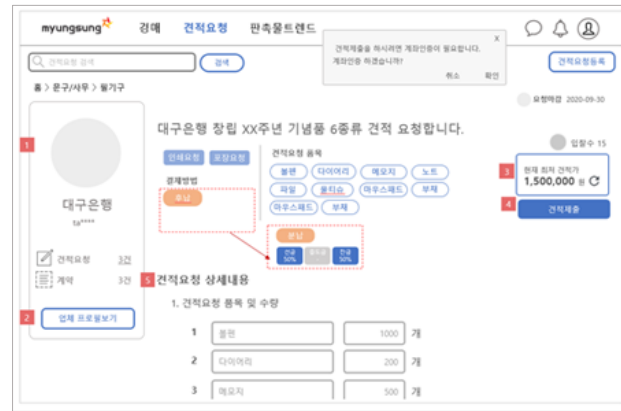 myungsung 경매 견적요청 판촉물트렌드
X
견적제출을 하시려면 계좌인증이 필요합니다.
계좌인증 하겠습니까?
취소 확인
견적요청 검색
검색
견적요청등록
홈 > 문구/사무 > 필기구
요청마감 2020-09-30
1
대구은행
ta****
견적요청 3건
계약 3건
2 업체 프로필보기
대구은행 창립 XX주년 기념품 6종류 견적 요청합니다.
인쇄요청 포장요청
결제방법
후납
견적요청 품목
볼펜 다이어리 메모지 노트
파일 물티슈 마우스패드 부채
마우스패드 부채
분납
선금
50%
잔금
50%
입찰수 15
3 현재 최저 견적가
1,500,000 원
4 견적제출
5 견적요청 상세내용
1. 견적요청 품목 및 수량
1 볼펜 1000 개
2 다이어리 200 개
3 메모지 500 개